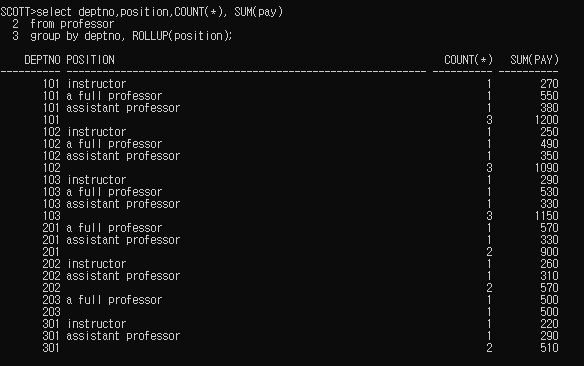 SCOTT>select deptno,position,COUNT(*), SUM(pay)
2 from professor
3 group by deptno, ROLLUP(position);
DEPTNO POSITION COUNT(*) SUM(PAY)
---------- ------------------------------------------------------------ ---------- ----------
101 instructor 1 270
101 a full professor 1 550
101 assistant professor 1 380
101 3 1200
102 instructor 1 250
102 a full professor 1 490
102 assistant professor 1 350
102 3 1090
103 instructor 1 290
103 a full professor 1 530
103 assistant professor 1 330
103 3 1150
201 a full professor 1 570
201 assistant professor 1 330
201 2 900
202 instructor 1 260
202 assistant professor 1 310
202 2 570
203 a full professor 1 500
203 1 500
301 instructor 1 220
301 assistant professor 1 290
301 2 510